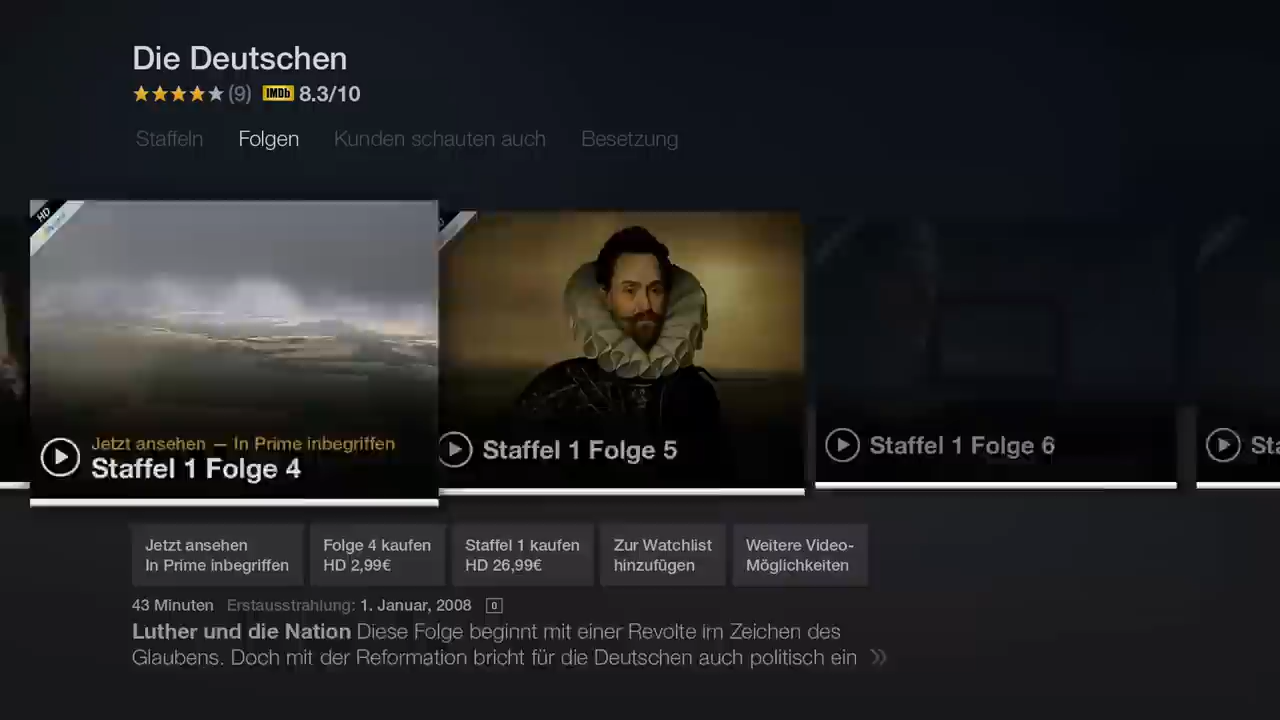 Die Deutschen
(9) IMDb 8.3/10
Staffeln Folgen Kunden schauten auch Besetzung
HD
Jetzt ansehen — In Prime inbegriffen
Staffel 1 Folge 4
Staffel 1 Folge 5
Staffel 1 Folge 6
Sta
Jetzt ansehen
In Prime inbegriffen
Folge 4 kaufen
HD 2,99€
Staffel 1 kaufen
HD 26,99€
Zur Watchlist
hinzufügen
Weitere Video-
Möglichkeiten
43 Minuten Erstausstrahlung: 1. Januar, 2008 0
Luther und die Nation Diese Folge beginnt mit einer Revolte im Zeichen des
Glaubens. Doch mit der Reformation bricht für die Deutschen auch politisch ein »